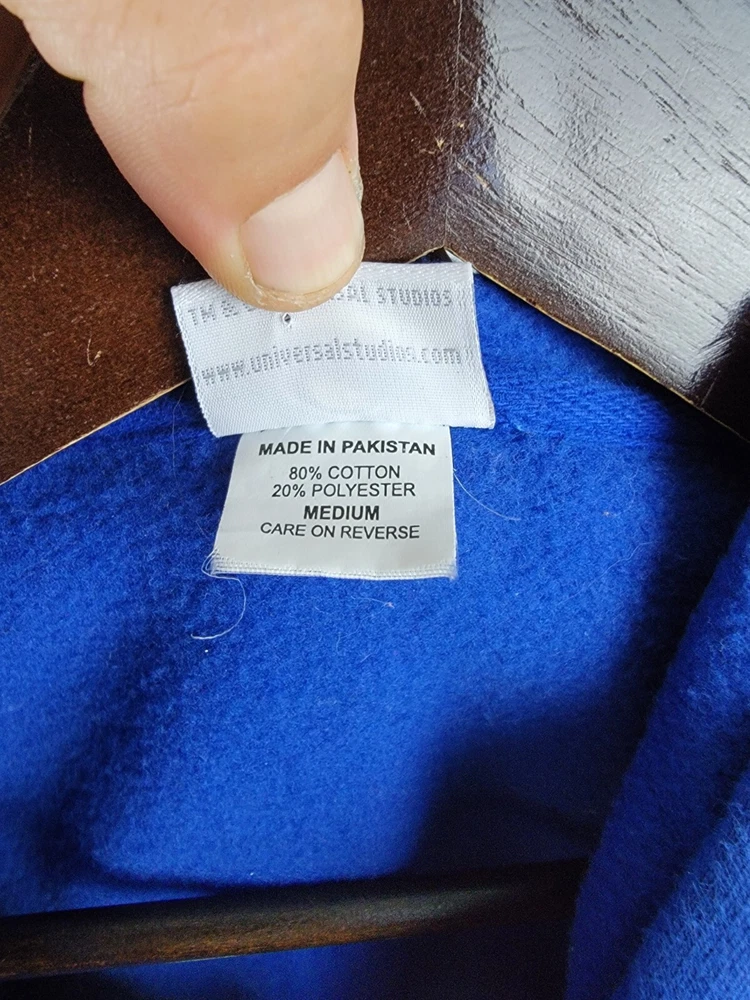 TM & STUDIOS
www.universalstudios.com
MADE IN PAKISTAN
80% COTTON
20% POLYESTER
MEDIUM
CARE ON REVERSE